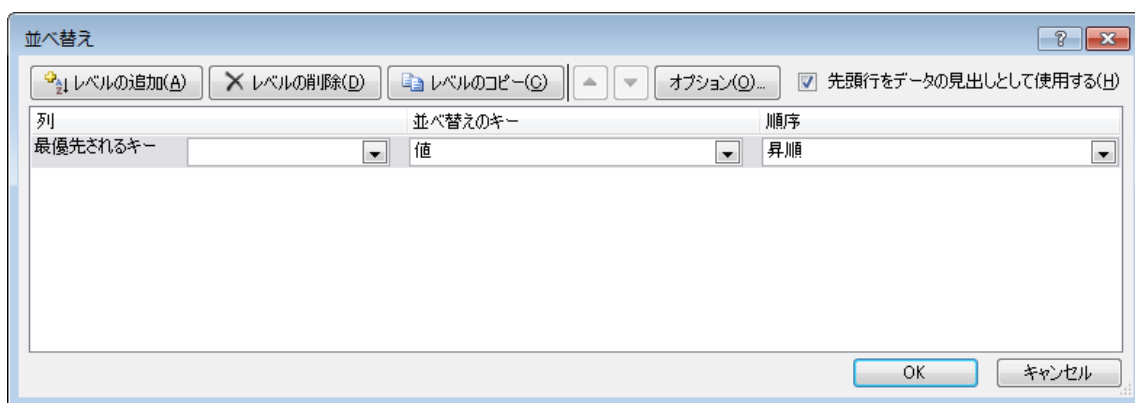 並べ替え
レベルの追加(A) レベルの削除(D) レベルのコピー(C) オプション(O)... 先頭行をデータの見出しとして使用する(H)
列 並べ替えのキー 順序
最優先されるキー 値 昇順
OK キャンセル